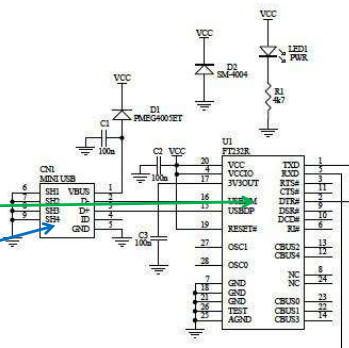 VCC
LED1
PWR
VCC
D2
SM-4004
R1
4k7
VCC
D1
PMEG4005ET
C1
100n
U1
FT232R
C2
VCC
100n
CN1
MINI USB
6 SH1 VBUS 1
7 SH2 D- 2
8 SH3 D+ 3
9 SH4 ID 4
GND 5
C3
100n
20 VCC TXD 1
4 VCCIO RXD 5
17 3V3OUT RTS# 3
CTS# 11
16 DTR# 2
15 USBDP DSR# 9
DCD# 10
19 RESET# RI# 6
27 OSC1 CBUS2 13
CBUS4 12
28 OSC0 NC 8
7 GND NC 24
18 GND
21 GND CBUS0 23
26 TEST CBUS1 22
25 AGND CBUS3 14